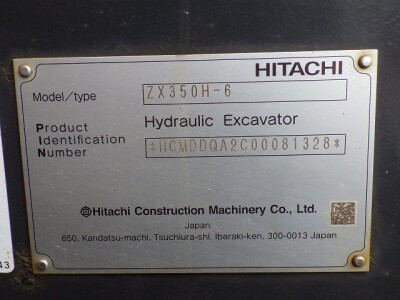 HITACHI
Model/type ZX350H-6
Product Identification Number
Hydraulic Excavator
*HCMDDQA2C00081328*
@Hitachi Construction Machinery Co., Ltd.
Japan
650, Kandatsu-machi, Tsuchiura-shi, Ibaraki-ken, 300-0013 Japan
43